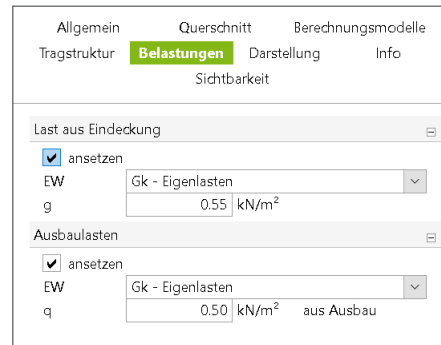 Allgemein Querschnitt Berechnungsmodelle
Tragstruktur Belastungen Darstellung Info
Sichtbarkeit
Last aus Eindeckung
ansetzen
EW Gk - Eigenlasten
g 0.55 kN/m²
Ausbaulasten
ansetzen
EW Gk - Eigenlasten
q 0.50 kN/m² aus Ausbau